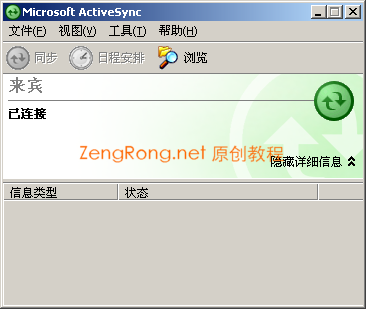 Microsoft ActiveSync
文件(F) 视图(V) 工具(T) 帮助(H)
同步 日程安排 浏览
来宾
已连接
ZengRong.net 原创教程
隐藏详细信息
信息类型 状态